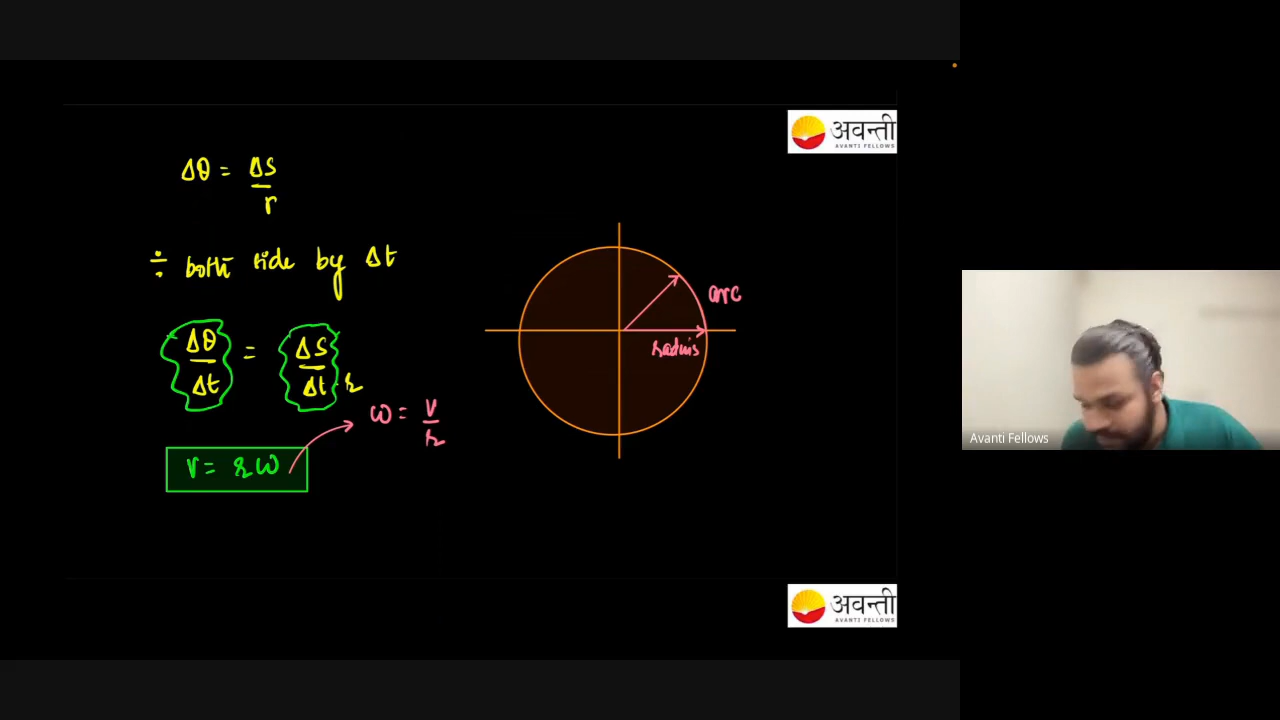 अवन्ती
AVANTI FELLOWS
Δθ = Δs
r
÷ both side by Δt
Δθ = Δs
Δt Δt r
ω = v
r
v = rω
arc
radius
Avanti Fellows
अवन्ती
AVANTI FELLOWS